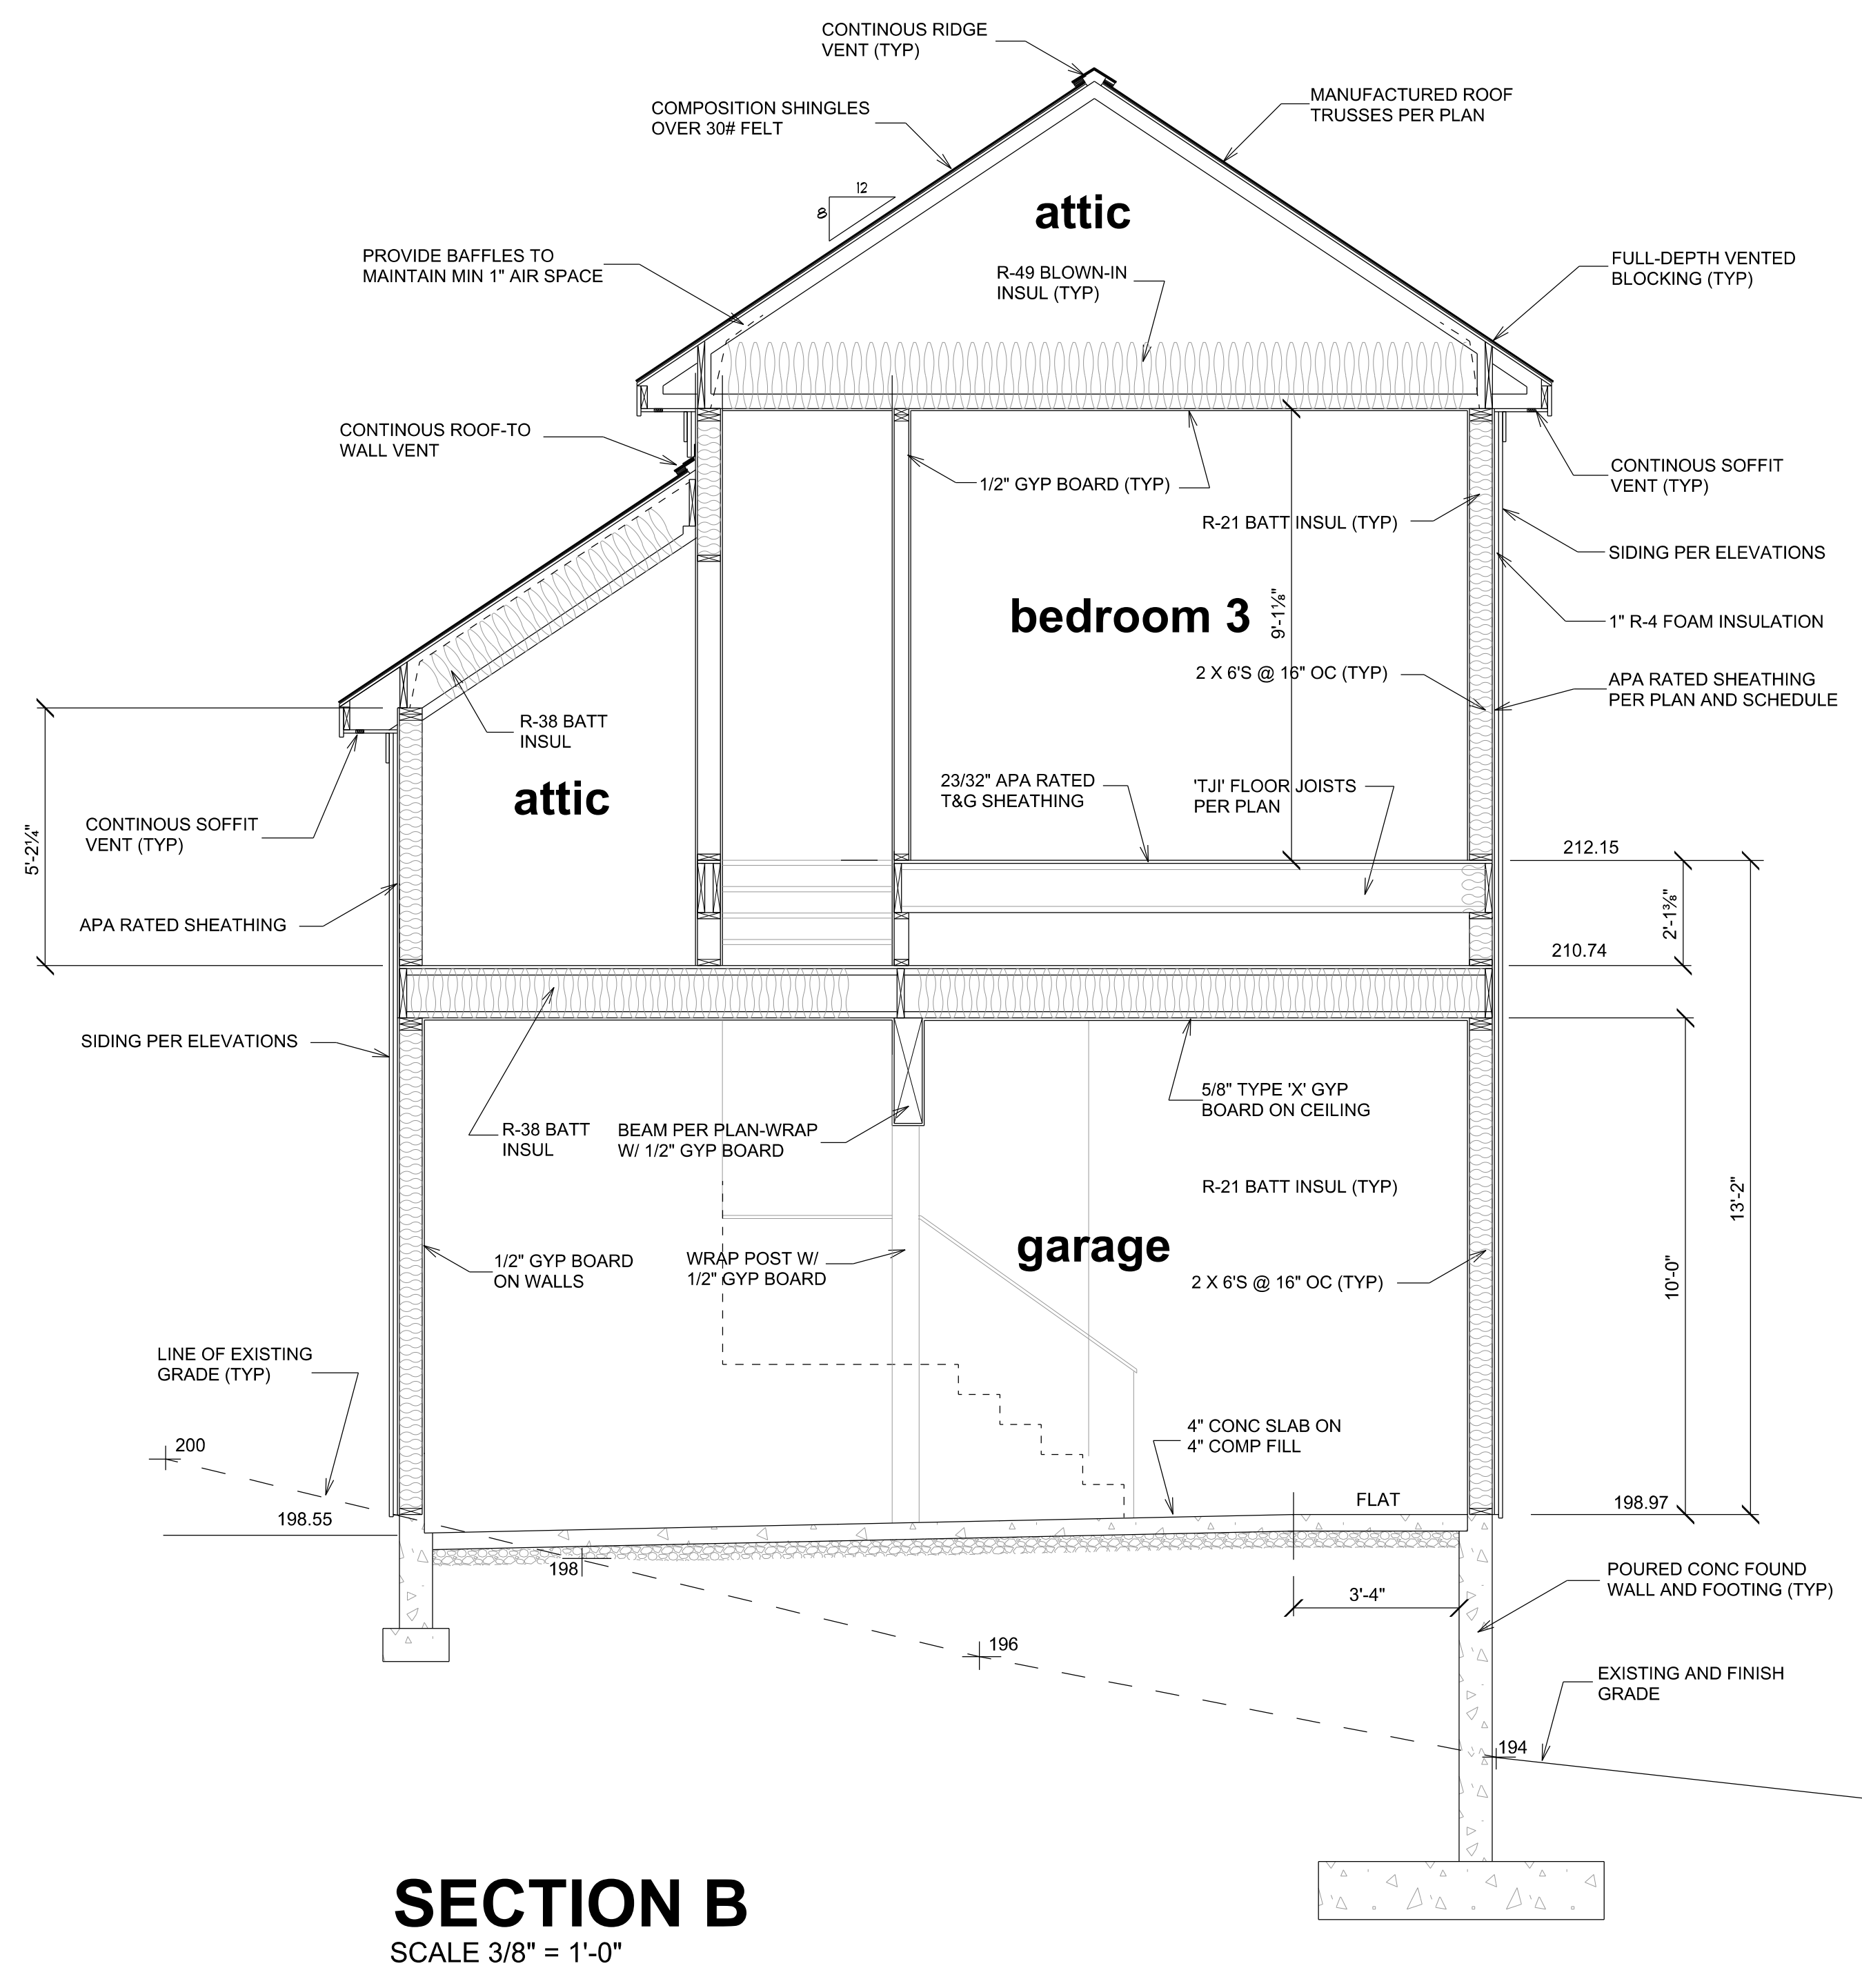 CONTINOUS RIDGE
VENT (TYP)
COMPOSITION SHINGLES
OVER 30# FELT
MANUFACTURED ROOF
TRUSSES PER PLAN
12
8
attic
PROVIDE BAFFLES TO
MAINTAIN MIN 1" AIR SPACE
R-49 BLOWN-IN
INSUL (TYP)
FULL-DEPTH VENTED
BLOCKING (TYP)
CONTINOUS ROOF-TO
WALL VENT
1/2" GYP BOARD (TYP)
CONTINOUS SOFFIT
VENT (TYP)
R-21 BATT INSUL (TYP)
SIDING PER ELEVATIONS
bedroom 3
9'-1⅛"
1" R-4 FOAM INSULATION
2 X 6'S @ 16" OC (TYP)
APA RATED SHEATHING
PER PLAN AND SCHEDULE
R-38 BATT
INSUL
attic
23/32" APA RATED
T&G SHEATHING
'TJI' FLOOR JOISTS
PER PLAN
CONTINOUS SOFFIT
VENT (TYP)
5'-2¼"
212.15
APA RATED SHEATHING
2'-1⅜"
210.74
SIDING PER ELEVATIONS
5/8" TYPE 'X' GYP
BOARD ON CEILING
R-38 BATT
INSUL
BEAM PER PLAN-WRAP
W/ 1/2" GYP BOARD
R-21 BATT INSUL (TYP)
13'-2"
garage
1/2" GYP BOARD
ON WALLS
WRAP POST W/
1/2" GYP BOARD
2 X 6'S @ 16" OC (TYP)
10'-0"
LINE OF EXISTING
GRADE (TYP)
200
4" CONC SLAB ON
4" COMP FILL
FLAT
198.97
198.55
198
POURED CONC FOUND
WALL AND FOOTING (TYP)
3'-4"
196
EXISTING AND FINISH
GRADE
194
SECTION B
SCALE 3/8" = 1'-0"